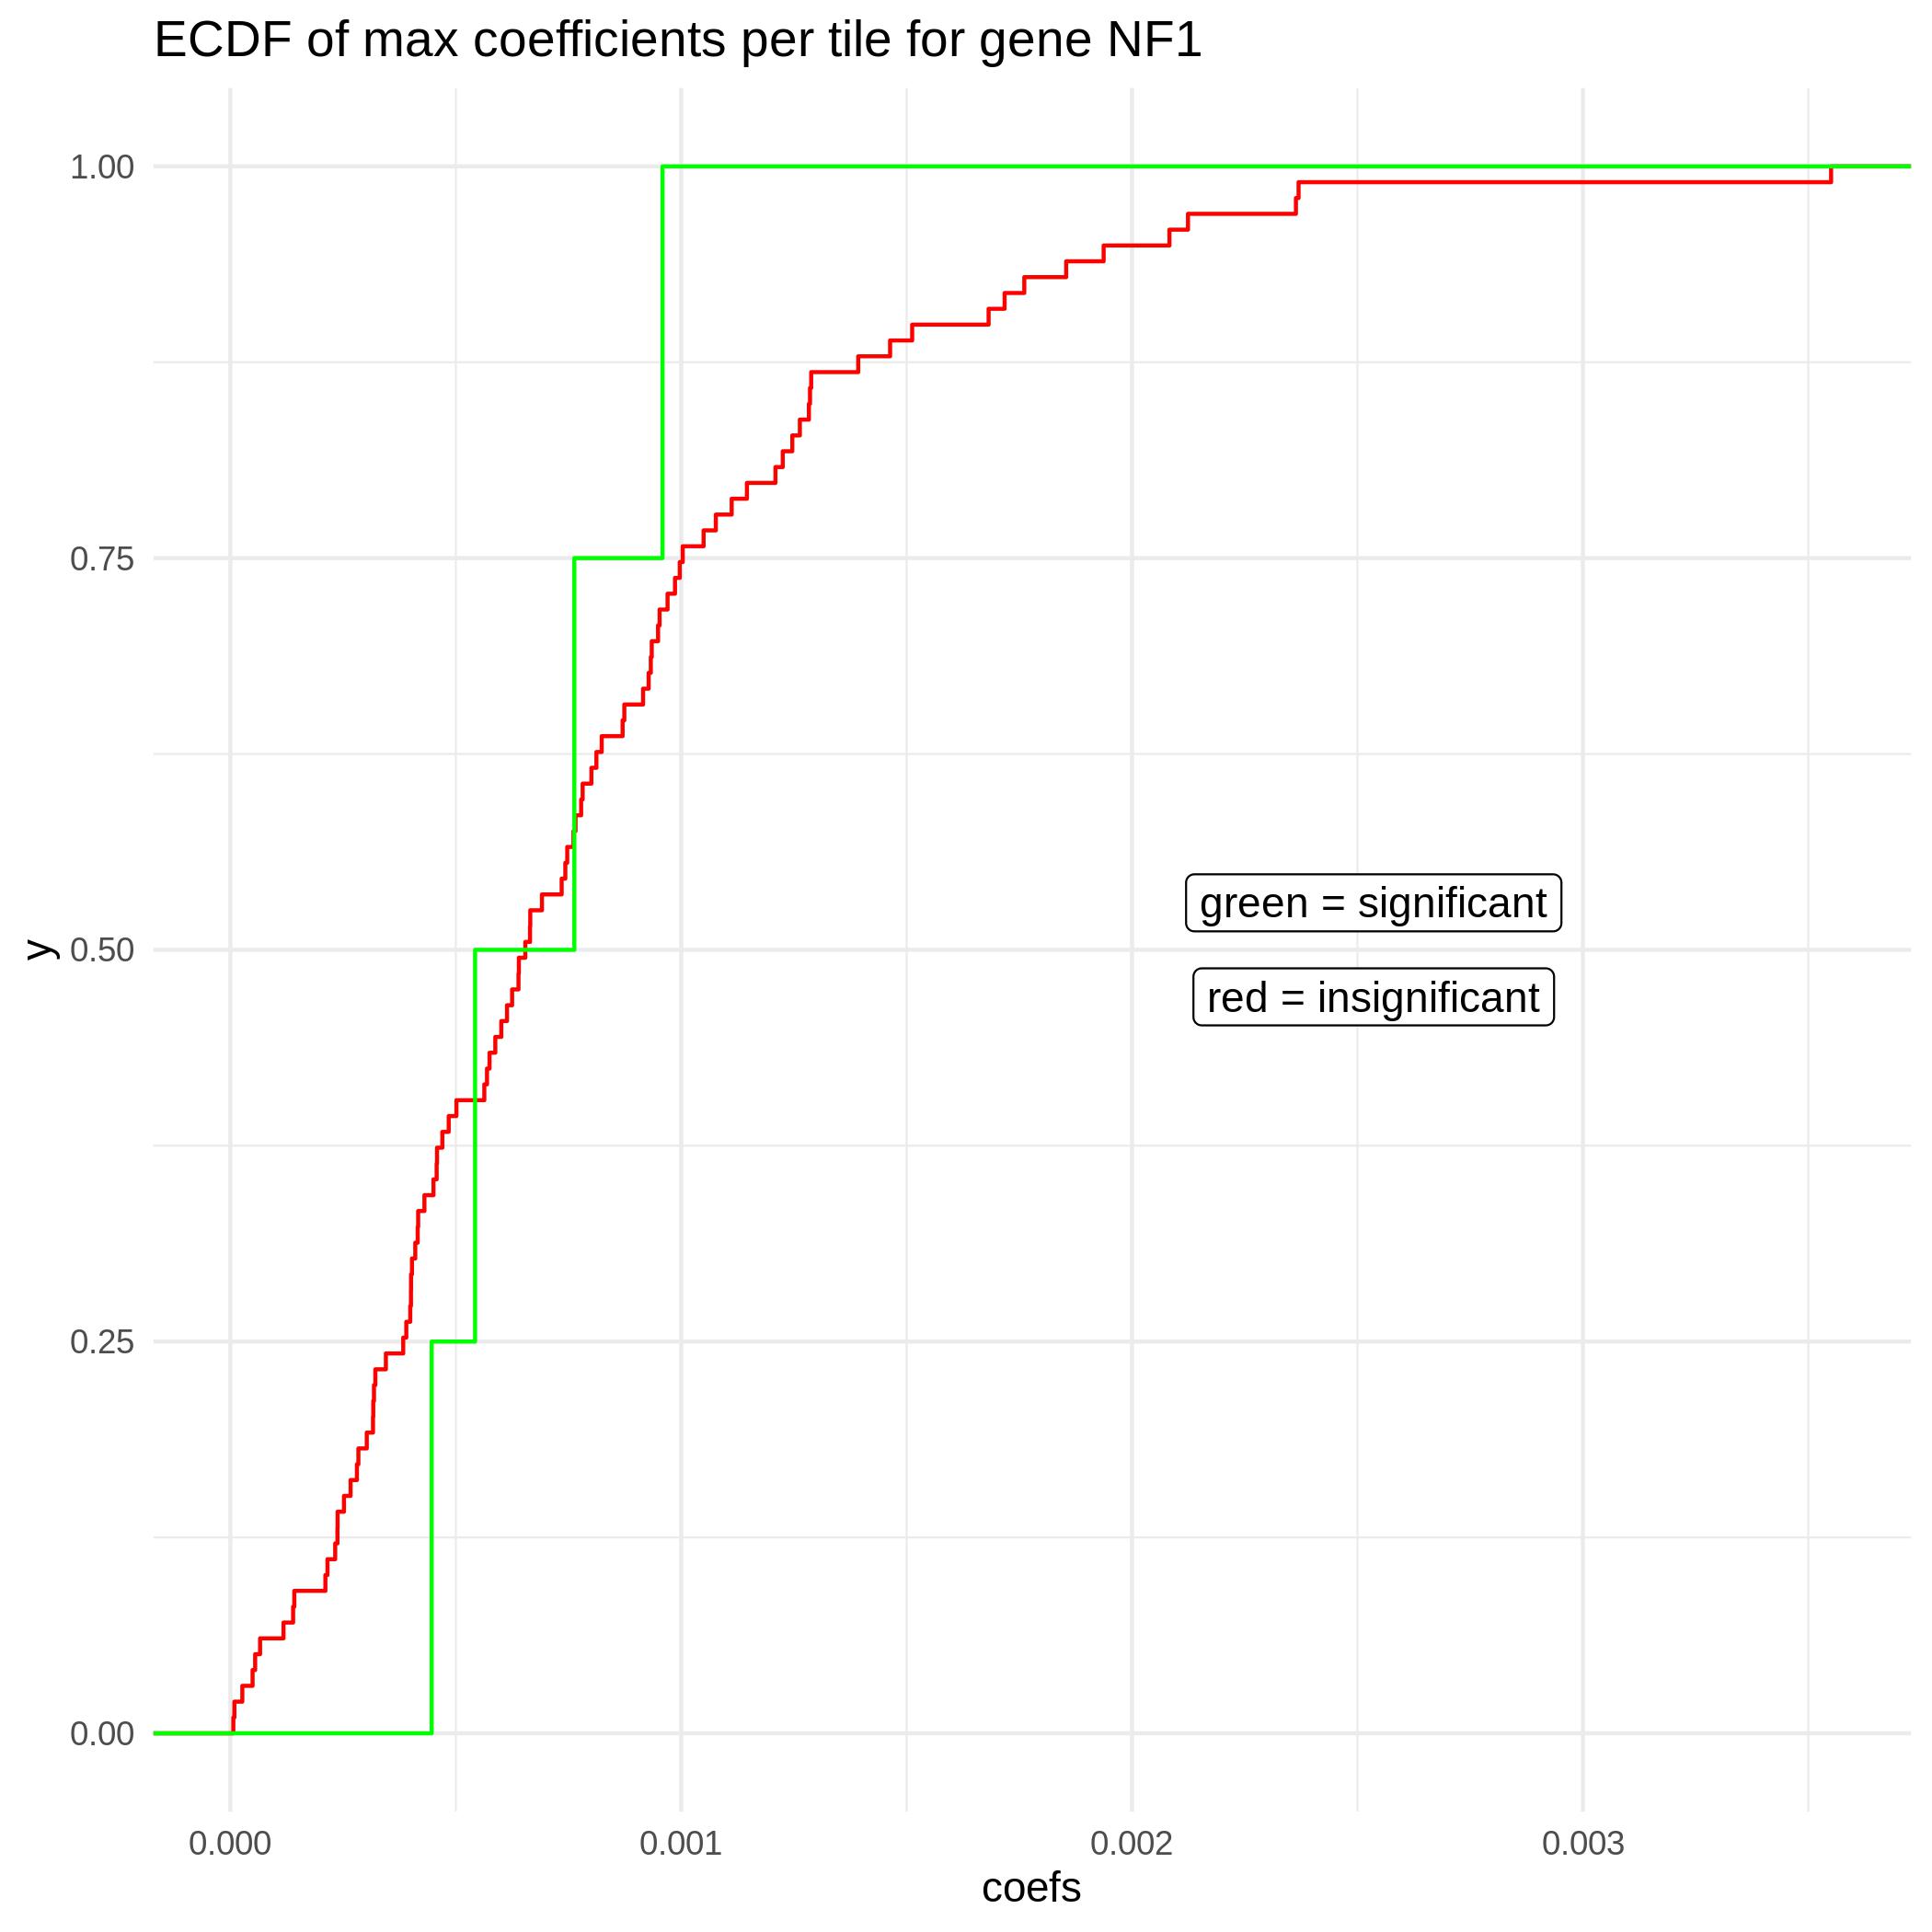 ECDF of max coefficients per tile for gene NF1
1.00
0.75
0.50
0.25
0.00
y
green = significant
red = insignificant
0.000 0.001 0.002 0.003
coefs